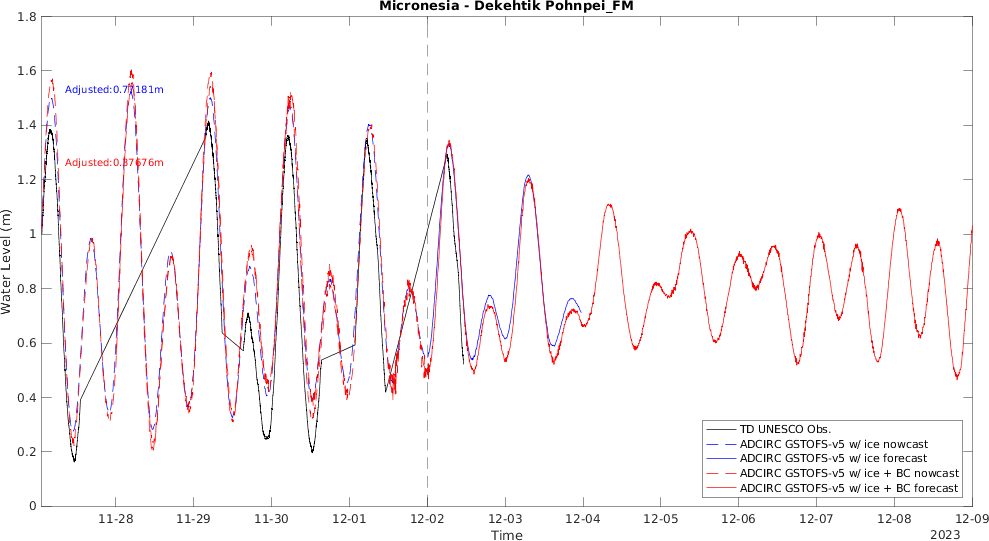 Micronesia - Dekehtik Pohnpei_FM
1.8
1.6
1.4
1.2
1
0.8
0.6
0.4
0.2
0
Water Level (m)
Adjusted:0.77181m
Adjusted:0.87676m
TD UNESCO Obs.
ADCIRC GSTOFS-v5 w/ ice nowcast
ADCIRC GSTOFS-v5 w/ ice forecast
ADCIRC GSTOFS-v5 w/ ice + BC nowcast
ADCIRC GSTOFS-v5 w/ ice + BC forecast
11-28 11-29 11-30 12-01 12-02 12-03 12-04 12-05 12-06 12-07 12-08 12-09
Time 2023